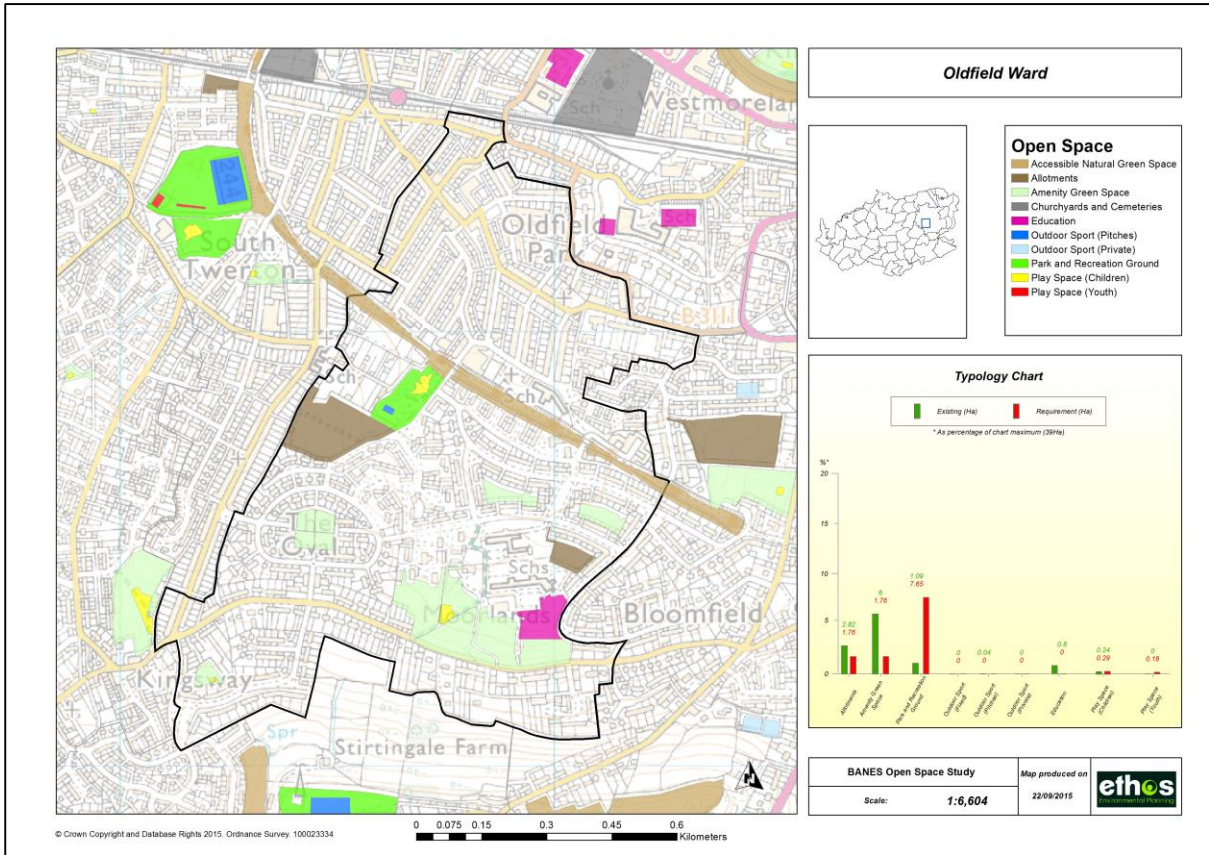 Oldfield Ward
Open Space
Accessible Natural Green Space
Allotments
Amenity Green Space
Churchyards and Cemeteries
Education
Outdoor Sport (Pitches)
Outdoor Sport (Private)
Park and Recreation Ground
Play Space (Children)
Play Space (Youth)
Sch
Westmorelan
244
South
Twerton
Oldfield
Park
Sch
B 3111
Sch
Sch
The
Oval
Schs
Moorlands
Bloomfield
Kingsway
Spr
Stirtingale Farm
Typology Chart
Existing (Ha)
Requirement (Ha)
* As percentage of chart maximum (39Ha)
%*
20
15
10
5
0
2.82
1.76
6
1.76
1.09
7.65
0
0
0.04
0
0
0
0.8
0
0.24
0.29
0
0.18
Allotments
Amenity Green
Space
Park and Recreation
Ground
Outdoor Sport
(Fixed)
Outdoor Sport
(Pitches)
Outdoor Sport
(Private)
Education
Play Space
(Children)
Play Space
(Youth)
BANES Open Space Study
Scale: 1:6,604
Map produced on
22/09/2015
ethos
Environmental Planning
N
© Crown Copyright and Database Rights 2015. Ordnance Survey. 100023334
0 0.075 0.15 0.3 0.45 0.6
Kilometers